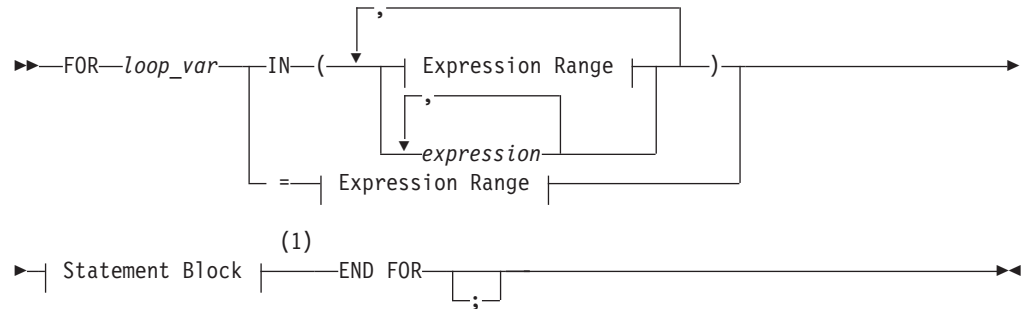 ,
FOR loop_var IN ( Expression Range )
,
expression
= Expression Range
(1)
Statement Block END FOR
;